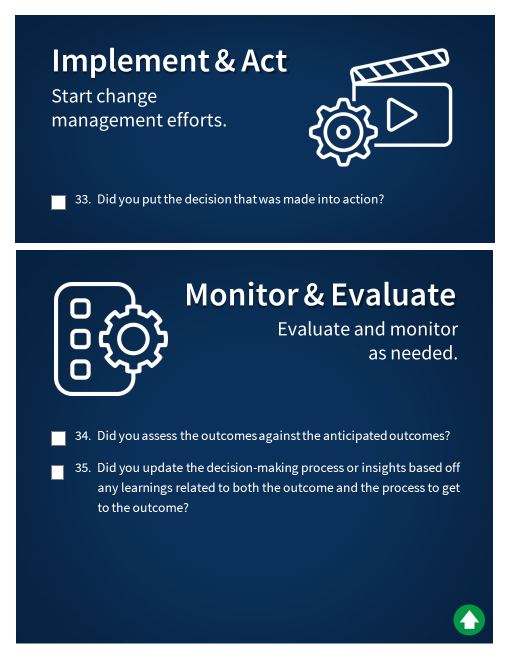 Implement & Act
Start change
management efforts.
33. Did you put the decision that was made into action?
Monitor & Evaluate
Evaluate and monitor
as needed.
34. Did you assess the outcomes against the anticipated outcomes?
35. Did you update the decision-making process or insights based off
any learnings related to both the outcome and the process to get
to the outcome?